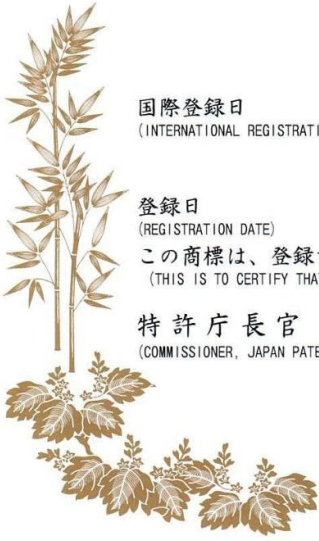 国際登録日
(INTERNATIONAL REGISTRATI
登録日
(REGISTRATION DATE)
この商標は、登録
(THIS IS TO CERTIFY THA
特許庁長官
(COMMISSIONER, JAPAN PATE